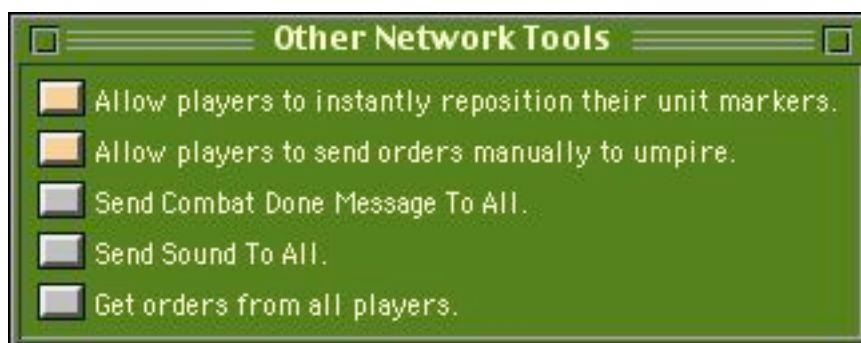 Other Network Tools
Allow players to instantly reposition their unit markers.
Allow players to send orders manually to umpire.
Send Combat Done Message To All.
Send Sound To All.
Get orders from all players.